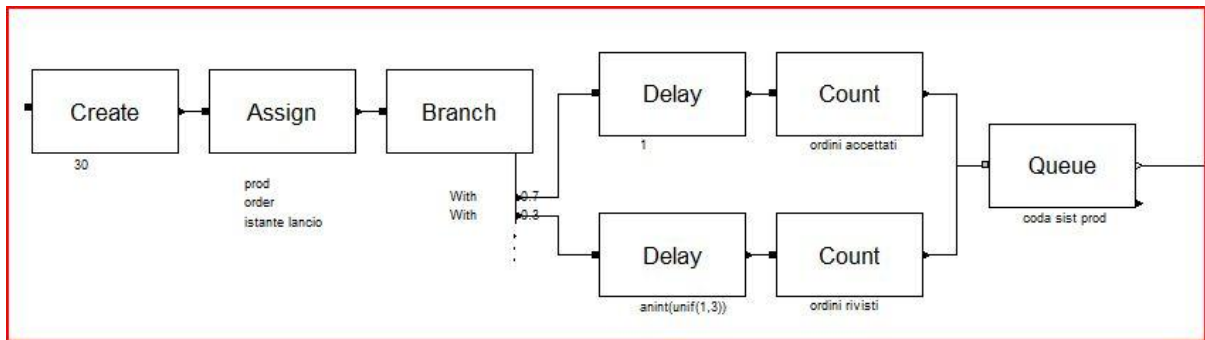 Create
30
Assign
prod
order
istante lancio
Branch
With 0.7
With 0.3
Delay
1
Count
ordini accettati
Delay
anint(unif(1,3))
Count
ordini rivisti
Queue
coda sist prod